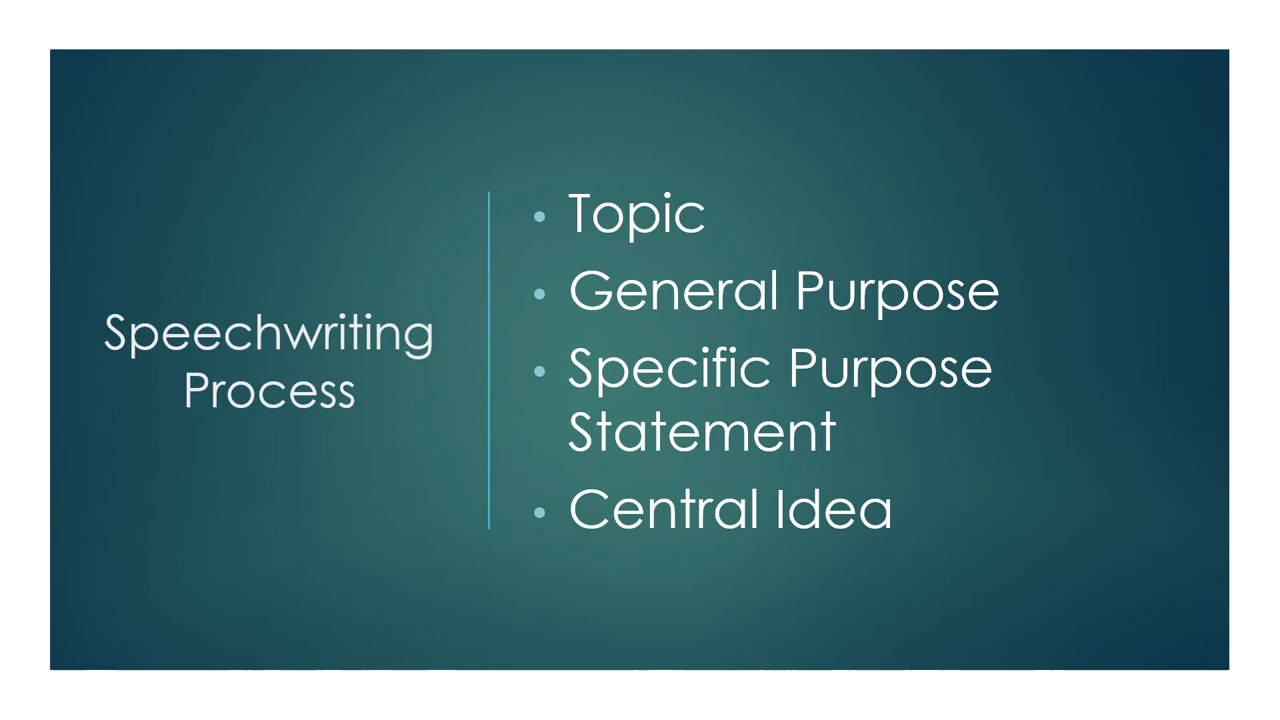 Speechwriting
Process
• Topic
• General Purpose
• Specific Purpose
Statement
• Central Idea